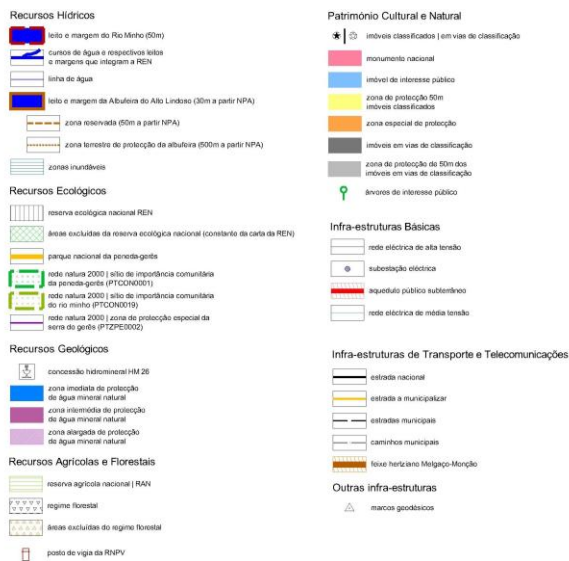 Recursos Hídricos
leito e margem do Rio Minho (50m)
cursos de água e respectivos leitos
e margens que integram a REN
linha de água
leito e margem da Albufeira do Alto Lindoso (30m a partir NPA)
zona reservada (50m a partir NPA)
zona terrestre de protecção da albufeira (500m a partir NPA)
zonas inundáveis
Recursos Ecológicos
reserva ecológica nacional REN
áreas excluídas da reserva ecológica nacional (constante da carta da REN)
parque nacional da peneda-gerês
rede natura 2000 | sítio de importância comunitária
da peneda-gerês (PTCON0001)
rede natura 2000 | sítio de importância comunitária
do rio minho (PTCON0019)
rede natura 2000 | zona de protecção especial da
serra do gerês (PTZPE0002)
Recursos Geológicos
concessão hidromineral HM 26
zona imediata de protecção
de água mineral natural
zona intermédia de protecção
de água mineral natural
zona alargada de protecção
de água mineral natural
Recursos Agrícolas e Florestais
reserva agrícola nacional | RAN
regime florestal
áreas excluídas do regime florestal
posto de vigia da RNPV
Património Cultural e Natural
imóveis classificados | em vias de classificação
monumento nacional
imóvel de interesse público
zona de protecção 50m
imóveis classificados
zona especial de protecção
imóveis em vias de classificação
zona de protecção de 50m dos
imóveis em vias de classificação
árvores de interesse público
Infra-estruturas Básicas
rede eléctrica de alta tensão
subestação eléctrica
aqueduto público subterrâneo
rede eléctrica de média tensão
Infra-estruturas de Transporte e Telecomunicações
estrada nacional
estrada a municipalizar
estradas municipais
caminhos municipais
feixe hertziano Melgaço-Monção
Outras infra-estruturas
marcos geodésicos